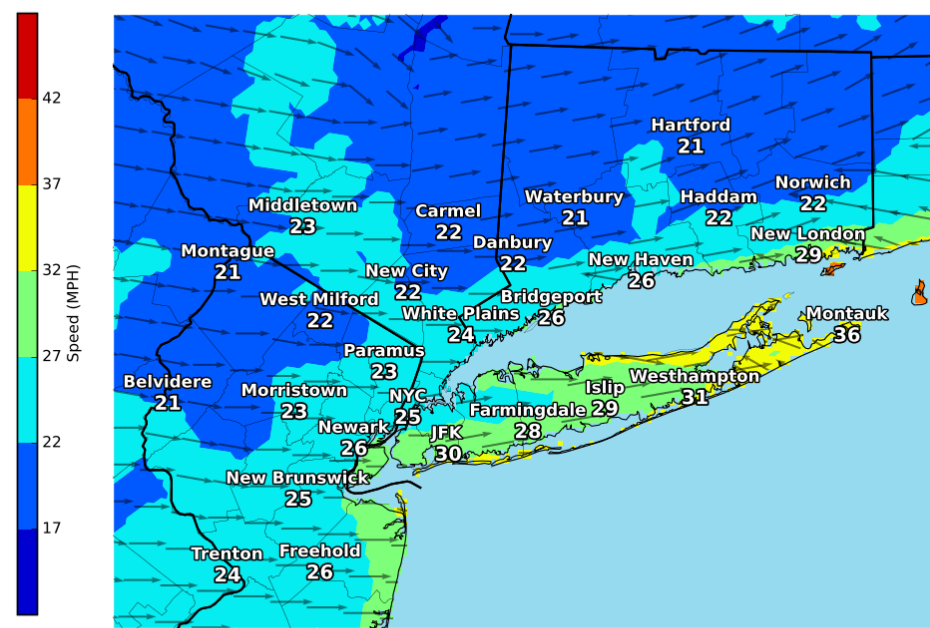 42
37
32
27
22
17
Speed (MPH)
Hartford
21
Norwich
22
Waterbury
21
Haddam
22
Middletown
23
Carmel
22
New London
29
Danbury
22
Montague
21
New Haven
26
New City
22
West Milford
22
Bridgeport
26
White Plains
24
Montauk
36
Paramus
23
Belvidere
21
Westhampton
31
Morristown
23
Islip
29
NYC
25
Farmingdale
28
Newark
26
JFK
30
New Brunswick
25
Trenton
24
Freehold
26